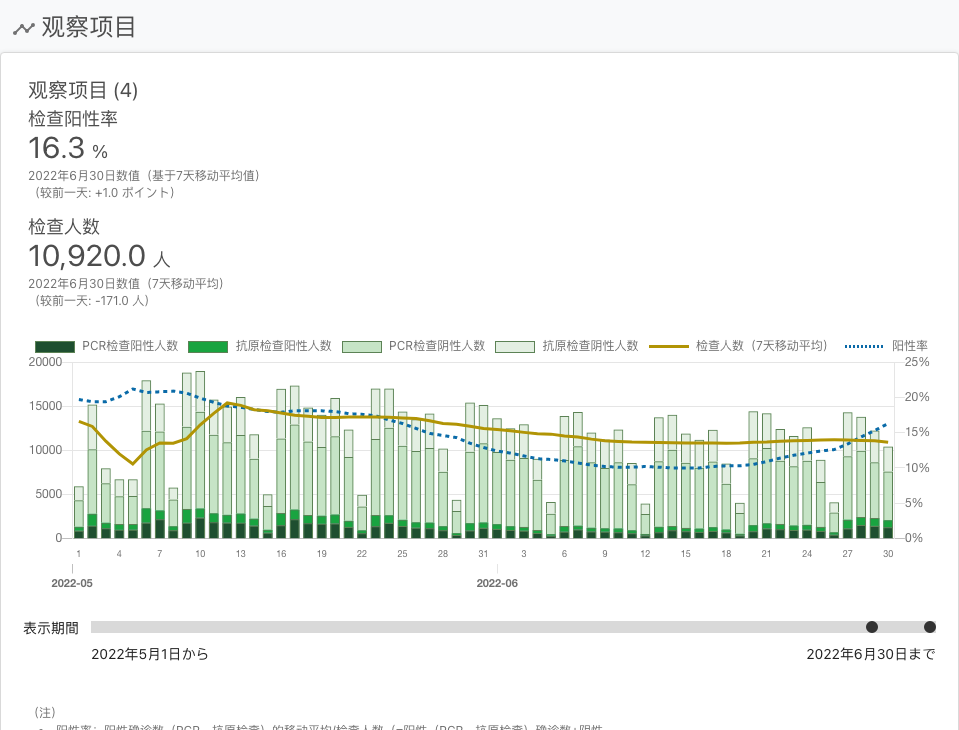 观察项目
观察项目 (4)
检查阳性率
16.3 %
2022年6月30日数值（基于7天移动平均值）
（较前一天: +1.0 ポイント）
检查人数
10,920.0 人
2022年6月30日数值（7天移动平均）
（较前一天: -171.0 人）
PCR检查阳性人数 抗原检查阳性人数 PCR检查阴性人数 抗原检查阴性人数 检查人数（7天移动平均） 阳性率
20000 25%
20%
15000
15%
10000
10%
5000
5%
0 0%
1 4 7 10 13 16 19 22 25 28 31 3 6 9 12 15 18 21 24 27 30
2022-05 2022-06
表示期間
2022年5月1日から 2022年6月30日まで
（注）